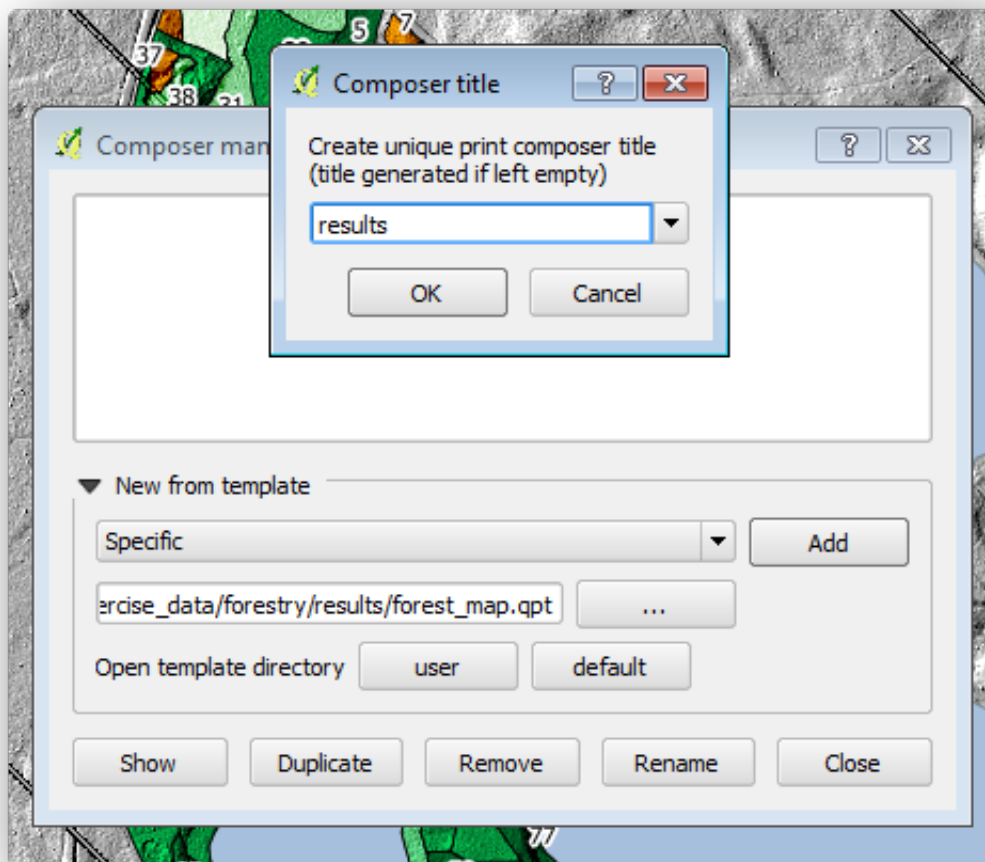 5
7
37
38
Composer title
Composer man
Create unique print composer title
(title generated if left empty)
results
OK
Cancel
New from template
Specific
Add
ercise_data/forestry/results/forest_map.qpt
...
Open template directory
user
default
Show
Duplicate
Remove
Rename
Close